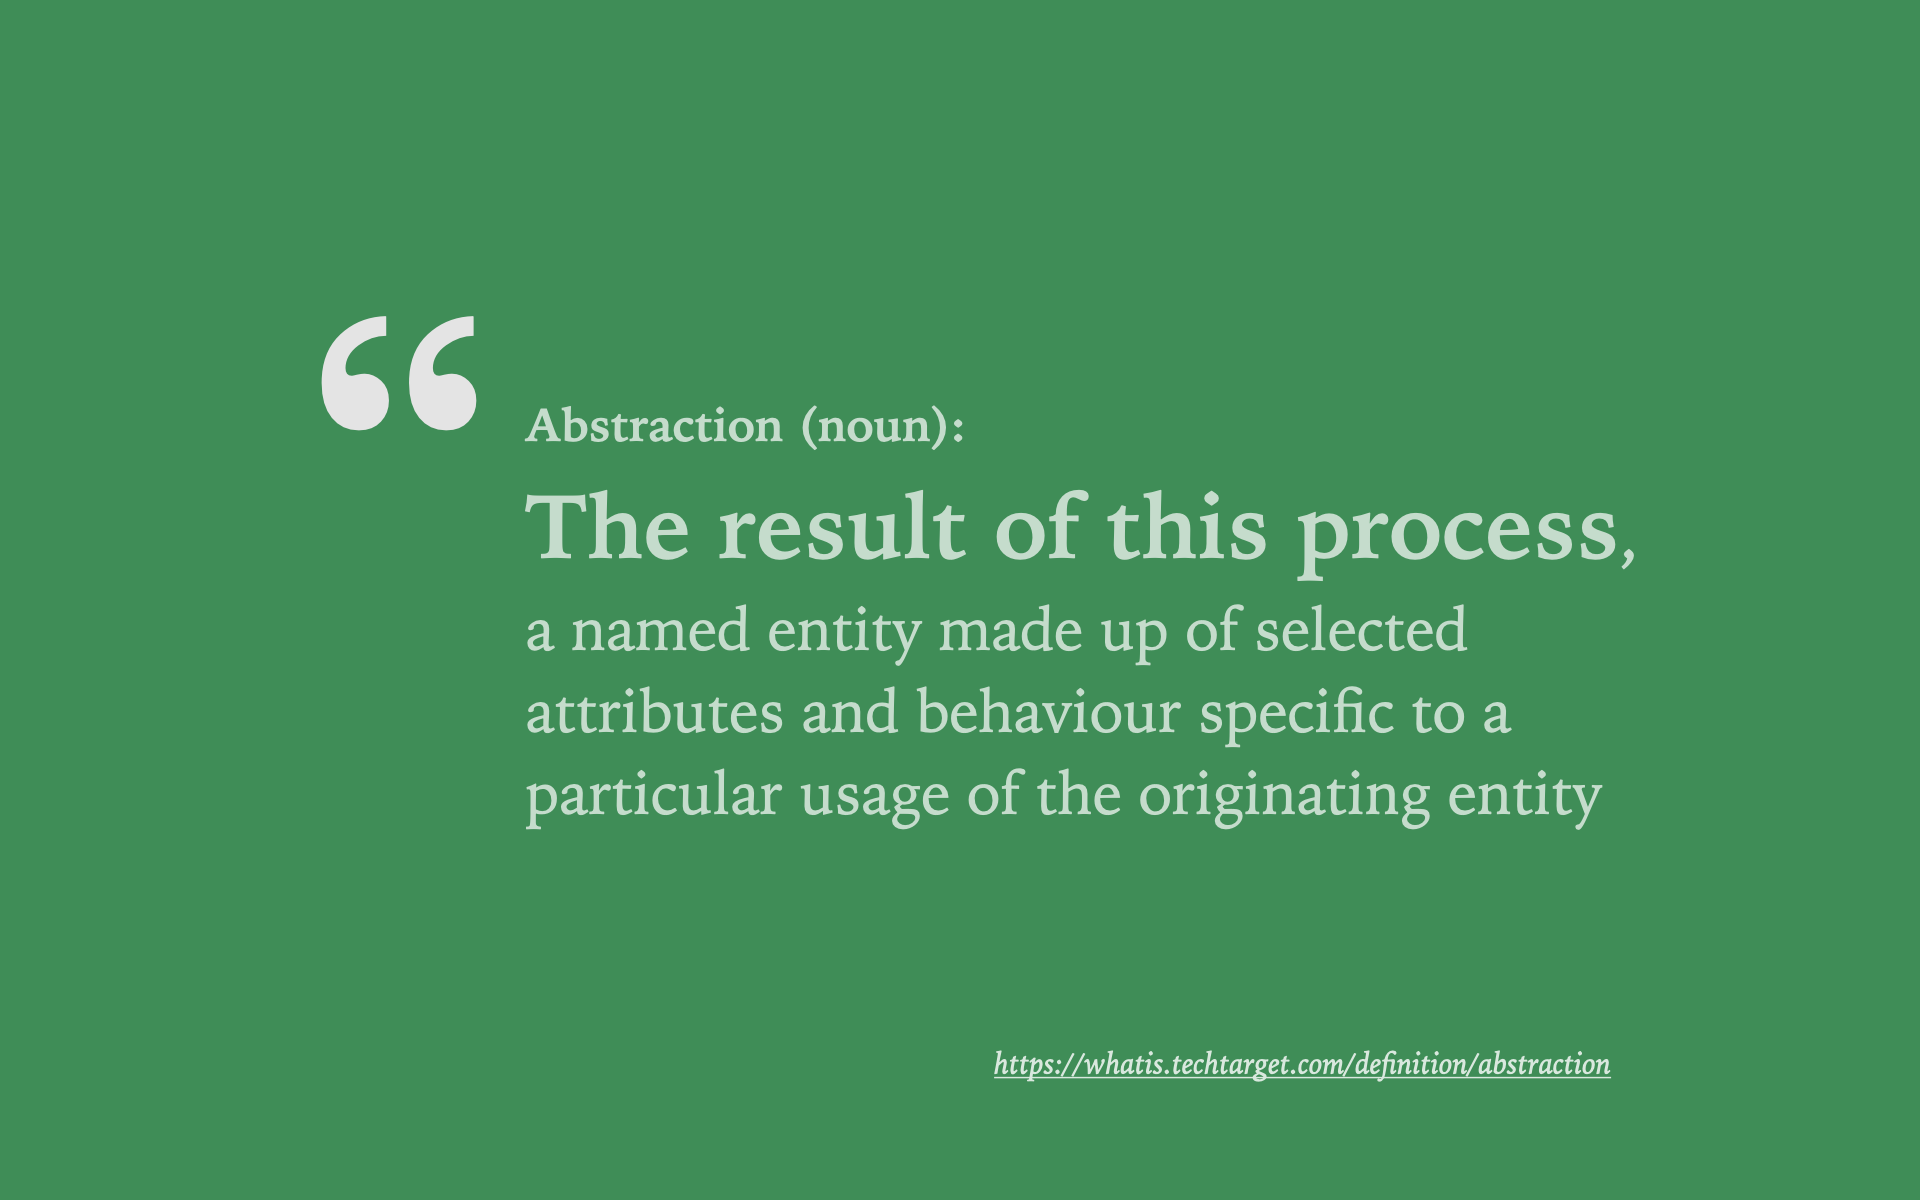 “
Abstraction (noun):
The result of this process,
a named entity made up of selected
attributes and behaviour specific to a
particular usage of the originating entity
https://whatis.techtarget.com/definition/abstraction